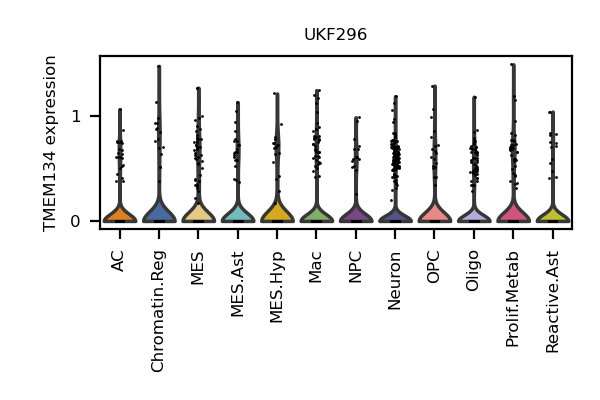 UKF296
TMEM134 expression
1
0
AC
Chromatin.Reg
MES
MES.Ast
MES.Hyp
Mac
NPC
Neuron
OPC
Oligo
Prolif.Metab
Reactive.Ast